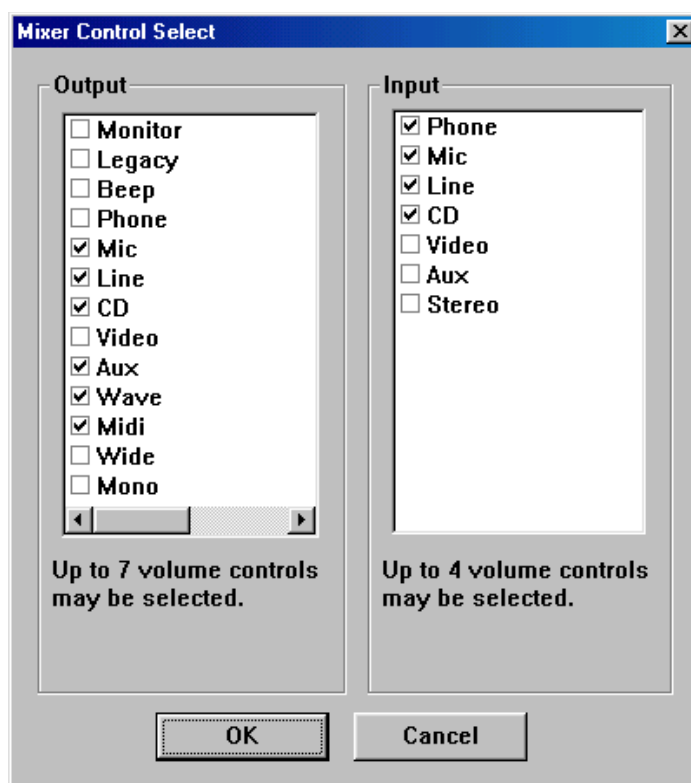 Mixer Control Select
Output
Monitor
Legacy
Beep
Phone
Mic
Line
CD
Video
Aux
Wave
Midi
Wide
Mono
Up to 7 volume controls
may be selected.
Input
Phone
Mic
Line
CD
Video
Aux
Stereo
Up to 4 volume controls
may be selected.
OK
Cancel